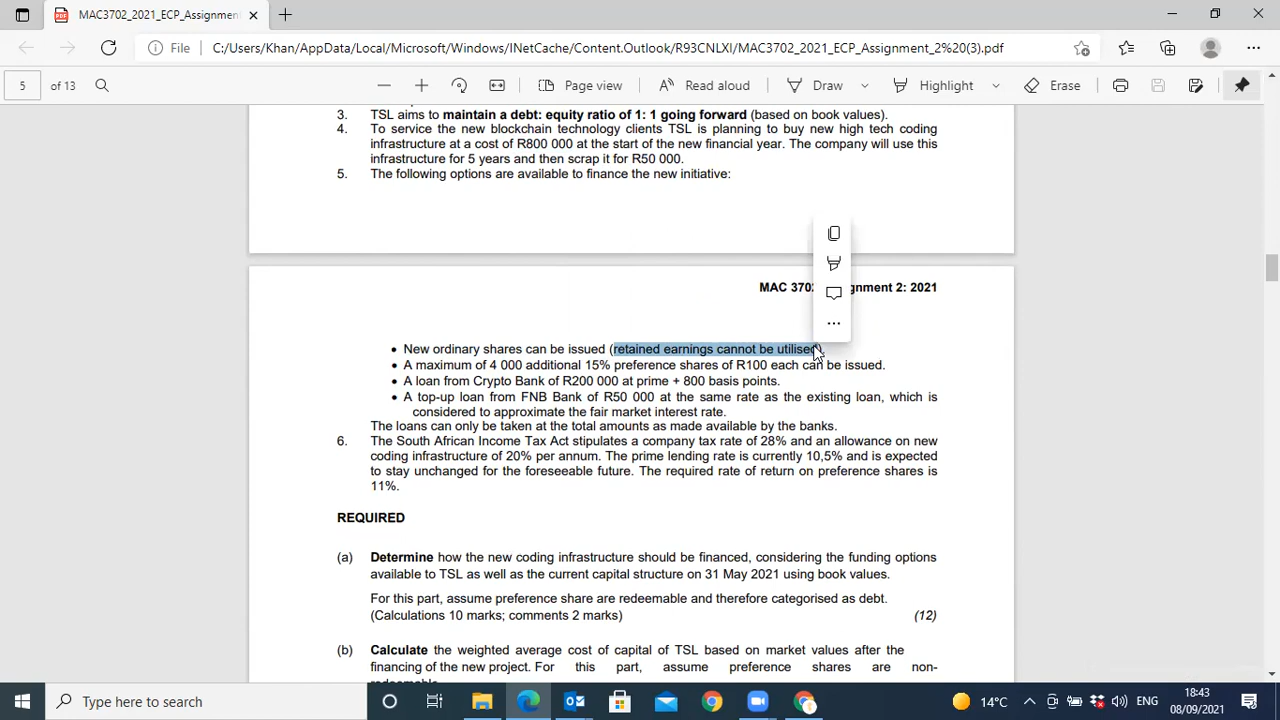 MAC3702_2021_ECP_Assignment
File
C:/Users/Khan/AppData/Local/Microsoft/Windows/INetCache/Content.Outlook/R93CNLXI/MAC3702_2021_ECP_Assignment_2%20(3).pdf
5 of 13
Page view
Read aloud
Draw
Highlight
Erase
3. TSL aims to maintain a debt: equity ratio of 1: 1 going forward (based on book values).
4. To service the new blockchain technology clients TSL is planning to buy new high tech coding
infrastructure at a cost of R800 000 at the start of the new financial year. The company will use this
infrastructure for 5 years and then scrap it for R50 000.
5. The following options are available to finance the new initiative:
MAC 370
gnment 2: 2021
• New ordinary shares can be issued (retained earnings cannot be utilised)
• A maximum of 4 000 additional 15% preference shares of R100 each can be issued.
• A loan from Crypto Bank of R200 000 at prime + 800 basis points.
• A top-up loan from FNB Bank of R50 000 at the same rate as the existing loan, which is
considered to approximate the fair market interest rate.
The loans can only be taken at the total amounts as made available by the banks.
6. The South African Income Tax Act stipulates a company tax rate of 28% and an allowance on new
coding infrastructure of 20% per annum. The prime lending rate is currently 10,5% and is expected
to stay unchanged for the foreseeable future. The required rate of return on preference shares is
11%.
REQUIRED
(a) Determine how the new coding infrastructure should be financed, considering the funding options
available to TSL as well as the current capital structure on 31 May 2021 using book values.
For this part, assume preference share are redeemable and therefore categorised as debt.
(Calculations 10 marks; comments 2 marks) (12)
(b) Calculate the weighted average cost of capital of TSL based on market values after the
financing of the new project. For this part, assume preference shares are non-
Type here to search
14°C
ENG
18:43
08/09/2021